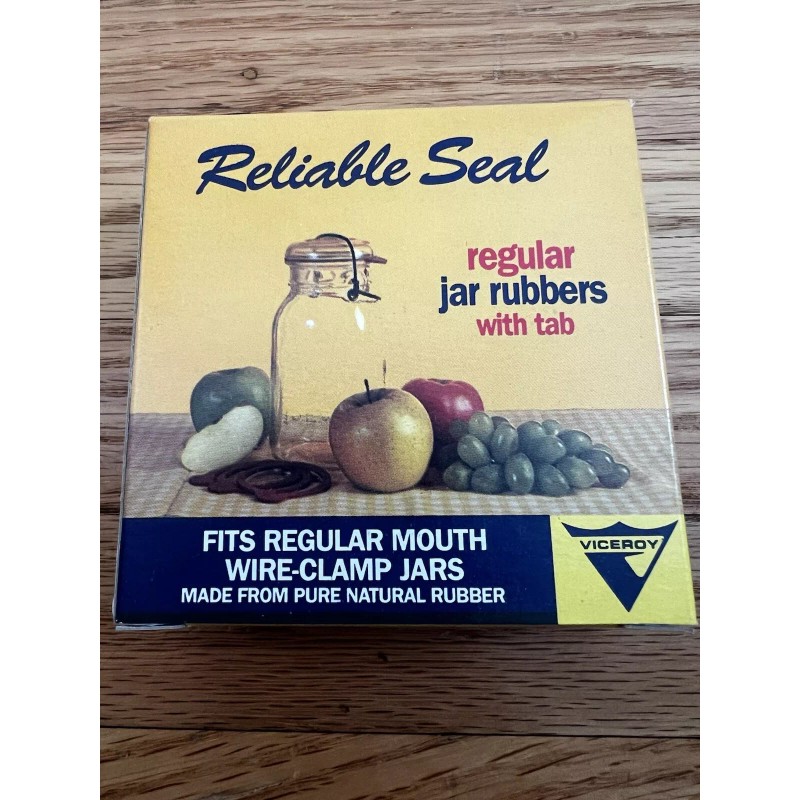 Reliable Seal
regular
jar rubbers
with tab
FITS REGULAR MOUTH
WIRE-CLAMP JARS
MADE FROM PURE NATURAL RUBBER
VICEROY